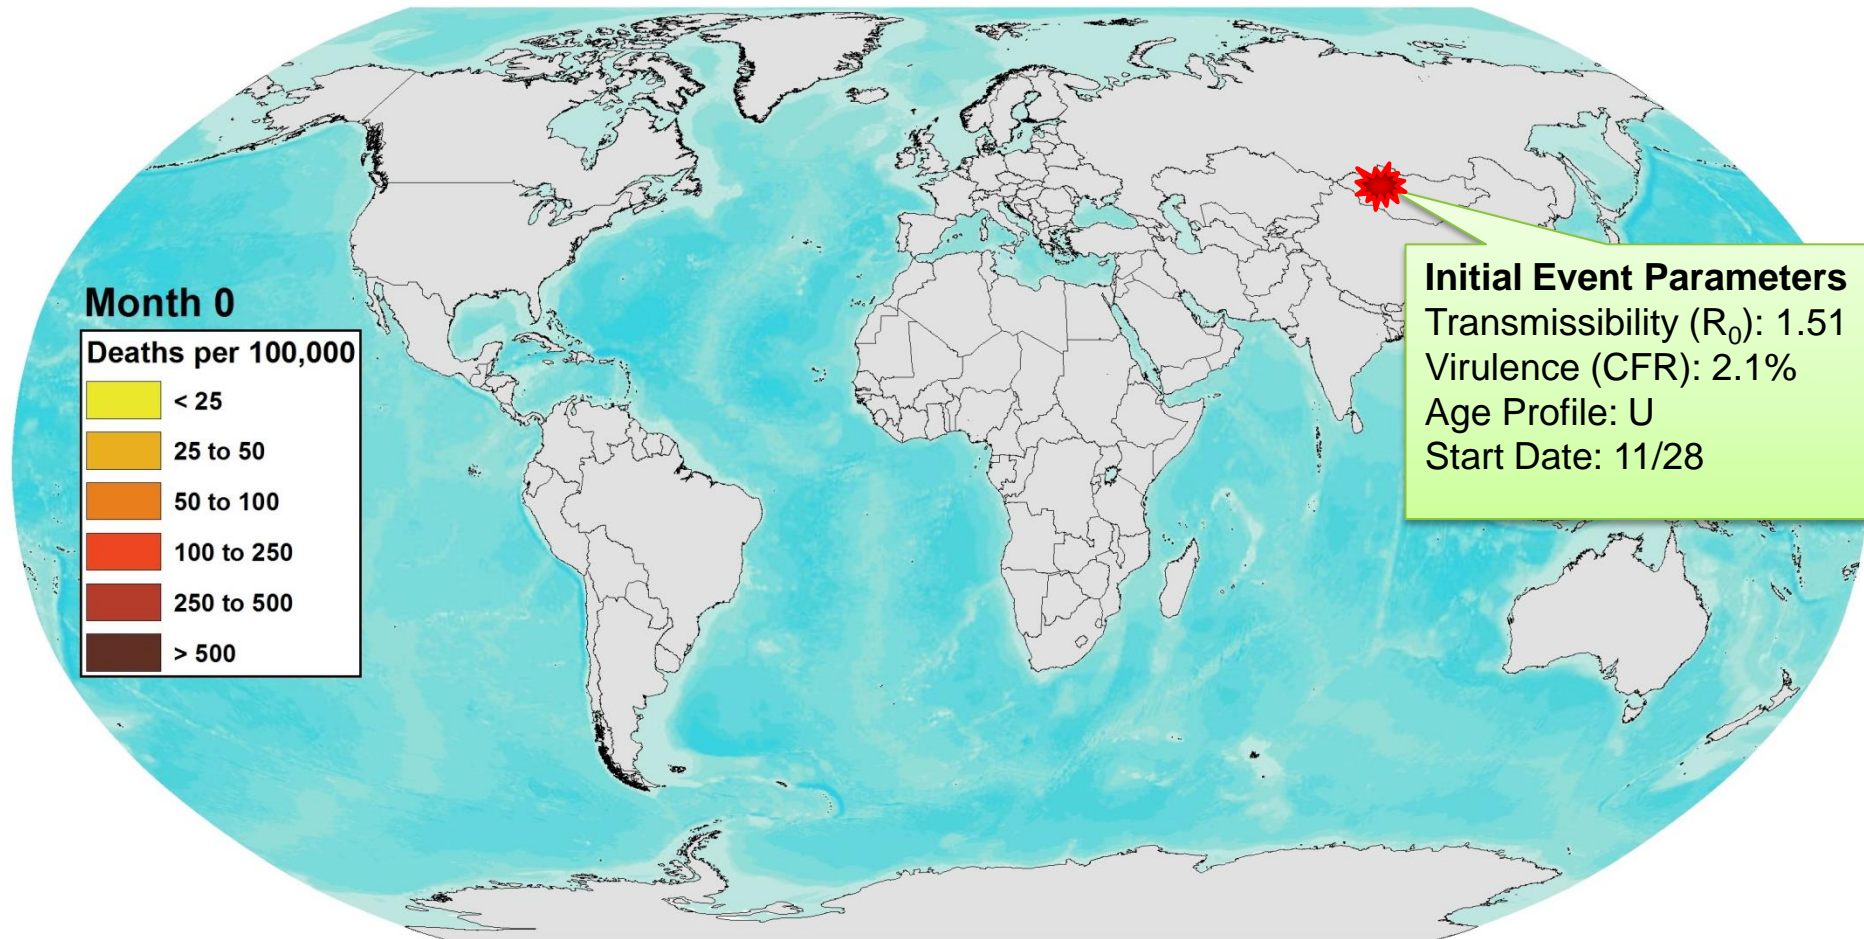 Month 0
Deaths per 100,000
< 25
25 to 50
50 to 100
100 to 250
250 to 500
> 500
Initial Event Parameters
Transmissibility (R₀): 1.51
Virulence (CFR): 2.1%
Age Profile: U
Start Date: 11/28